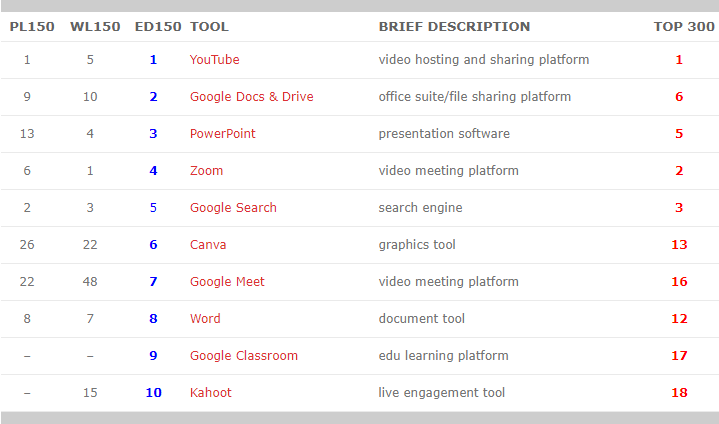 PL150 WL150 ED150 TOOL BRIEF DESCRIPTION TOP 300
1 5 1 YouTube video hosting and sharing platform 1
9 10 2 Google Docs & Drive office suite/file sharing platform 6
13 4 3 PowerPoint presentation software 5
6 1 4 Zoom video meeting platform 2
2 3 5 Google Search search engine 3
26 22 6 Canva graphics tool 13
22 48 7 Google Meet video meeting platform 16
8 7 8 Word document tool 12
– – 9 Google Classroom edu learning platform 17
– 15 10 Kahoot live engagement tool 18